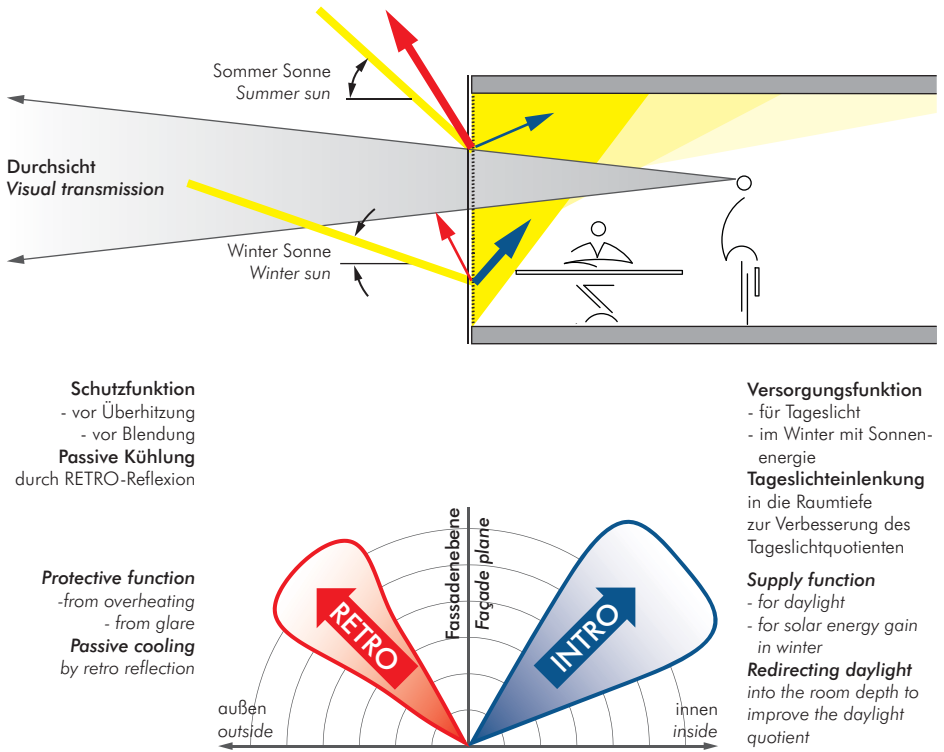 Sommer Sonne
Summer sun
Durchsicht
Visual transmission
Winter Sonne
Winter sun
Schutzfunktion
- vor Überhitzung
- vor Blendung
Passive Kühlung
durch RETRO-Reflexion
Versorgungsfunktion
- für Tageslicht
- im Winter mit Sonnen-
energie
Tageslichteinlenkung
in die Raumtiefe
zur Verbesserung des
Tageslichtquotienten
Protective function
-from overheating
- from glare
Passive cooling
by retro reflection
Fassadenebene
Façade plane
RETRO
INTRO
Supply function
- for daylight
- for solar energy gain
in winter
Redirecting daylight
into the room depth to
improve the daylight
quotient
außen
outside
innen
inside